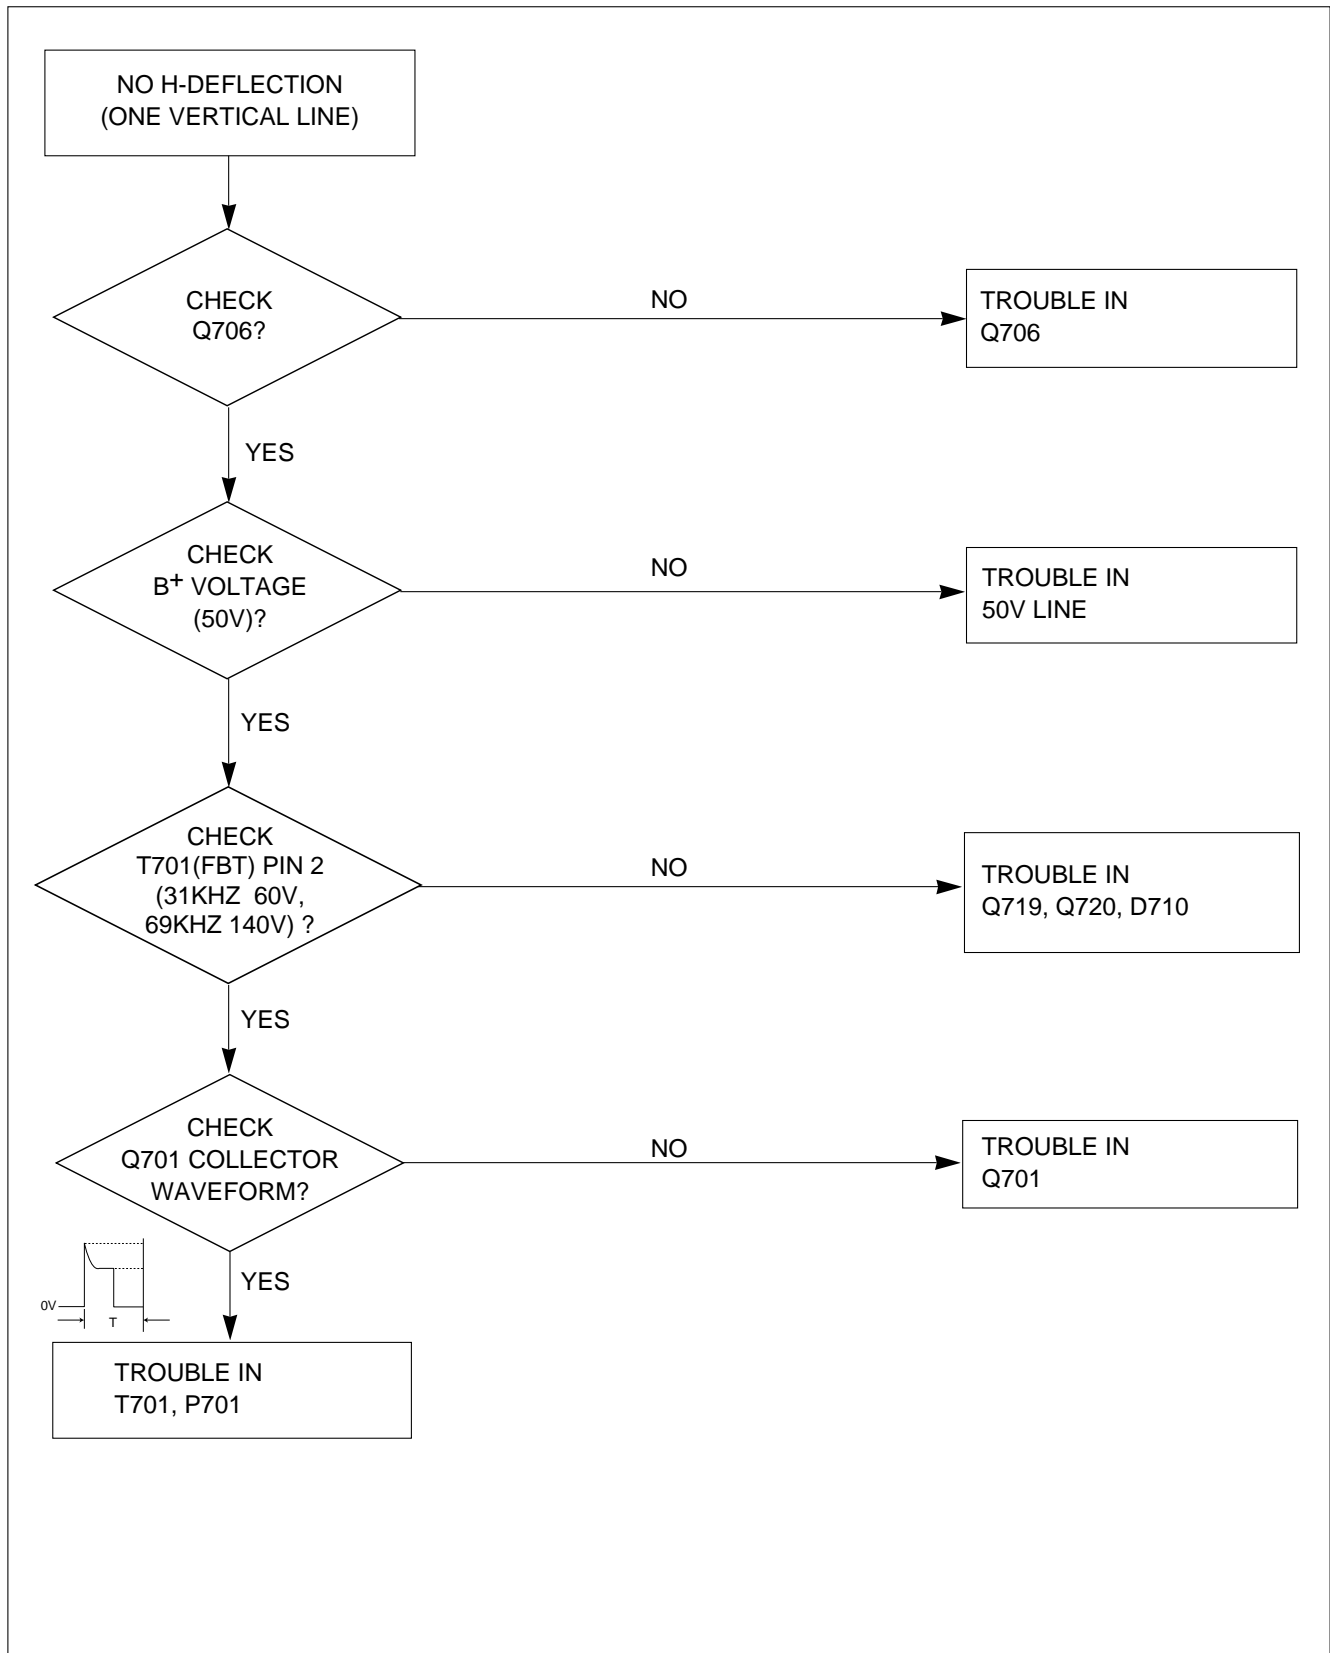 NO H-DEFLECTION
(ONE VERTICAL LINE)
CHECK
Q706?
NO
TROUBLE IN
Q706
YES
CHECK
B+ VOLTAGE
(50V)?
NO
TROUBLE IN
50V LINE
YES
CHECK
T701(FBT) PIN 2
(31KHZ 60V,
69KHZ 140V) ?
NO
TROUBLE IN
Q719, Q720, D710
YES
CHECK
Q701 COLLECTOR
WAVEFORM?
NO
TROUBLE IN
Q701
YES
0V
T
TROUBLE IN
T701, P701